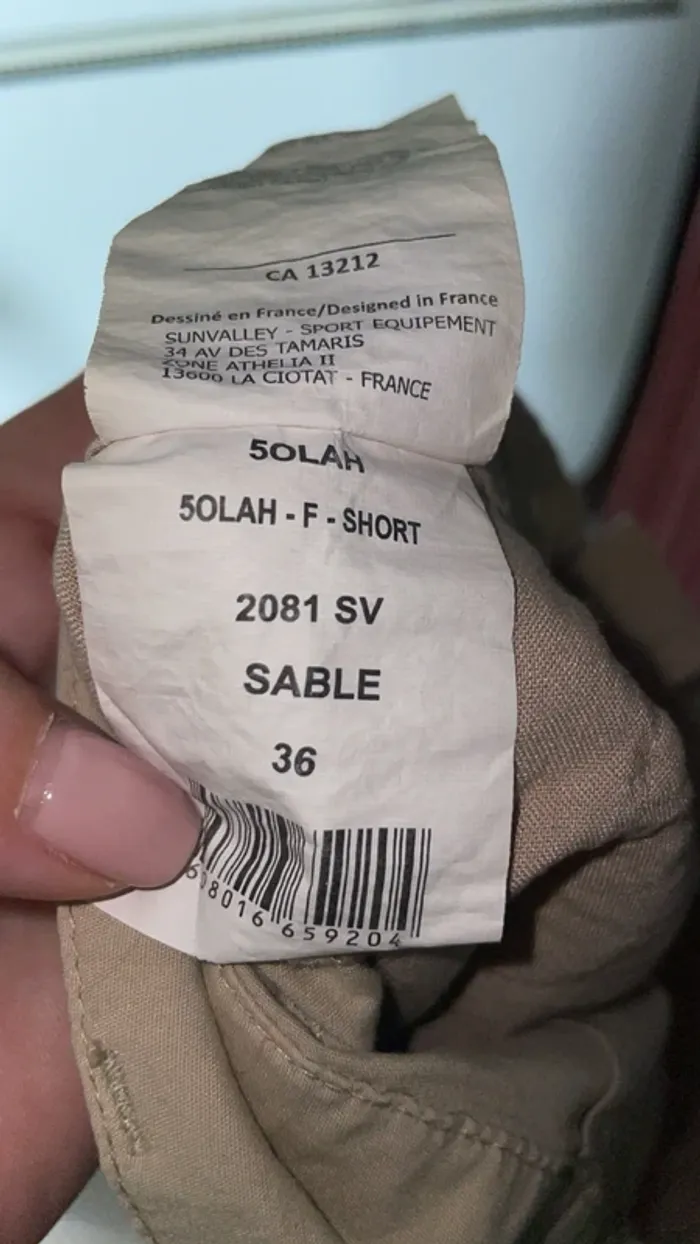 CA 13212
Dessiné en France/Designed in France
SUNVALLEY - SPORT EQUIPEMENT
34 AV DES TAMARIS
ZONE ATHELIA II
13600 LA CIOTAT - FRANCE
5OLAH
5OLAH - F - SHORT
2081 SV
SABLE
36
608016 659204